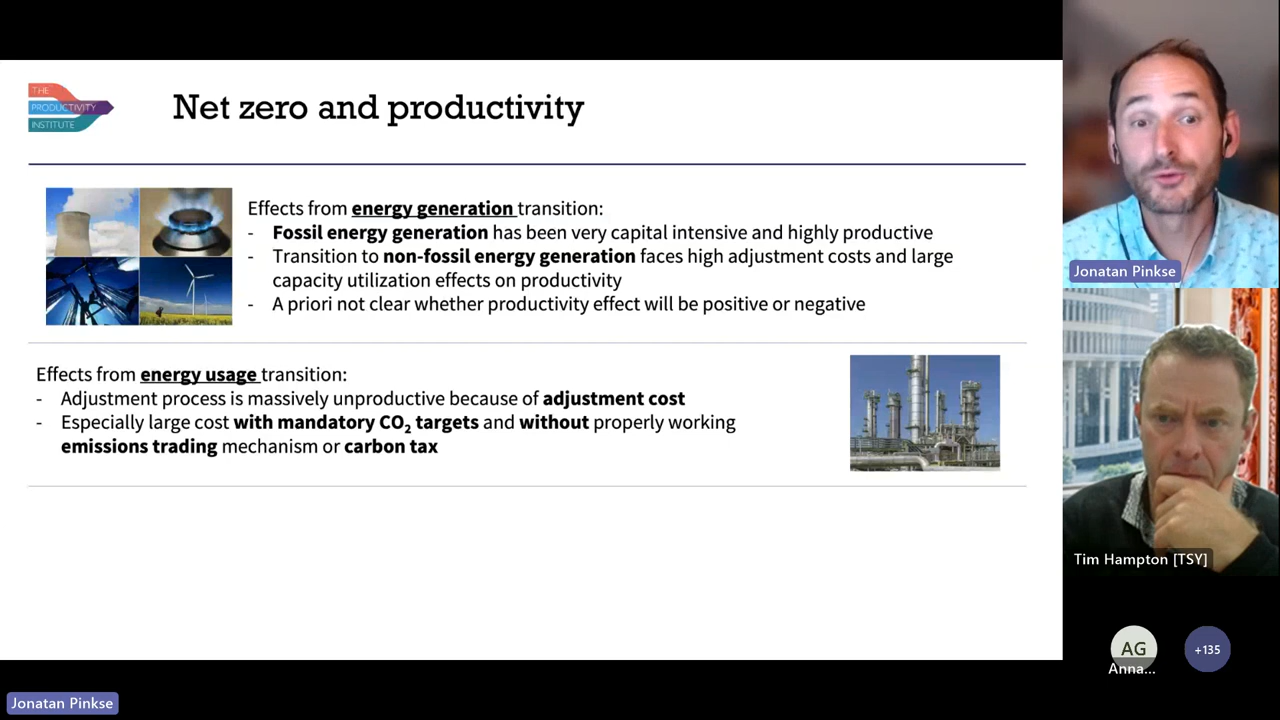 THE
PRODUCTIVITY
INSTITUTE
Net zero and productivity
Effects from energy generation transition:
- Fossil energy generation has been very capital intensive and highly productive
- Transition to non-fossil energy generation faces high adjustment costs and large
capacity utilization effects on productivity
- A priori not clear whether productivity effect will be positive or negative
Effects from energy usage transition:
- Adjustment process is massively unproductive because of adjustment cost
- Especially large cost with mandatory CO₂ targets and without properly working
emissions trading mechanism or carbon tax
Jonatan Pinkse
Tim Hampton [TSY]
AG
Anna...
+135
Jonatan Pinkse